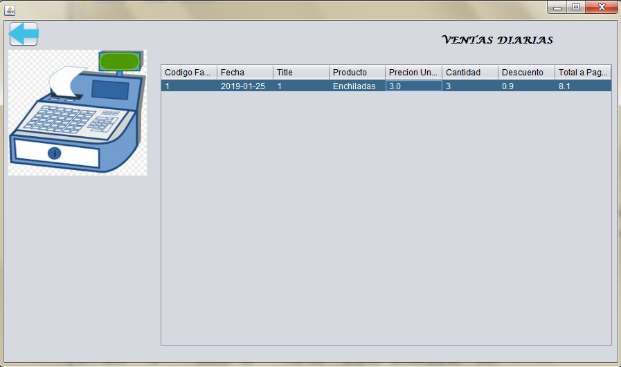 VENTAS DIARIAS
Codigo Fa... Fecha Title Producto Precion Un... Cantidad Descuento Total a Pag...
1 2019-01-25 1 Enchiladas 3.0 3 0.9 8.1